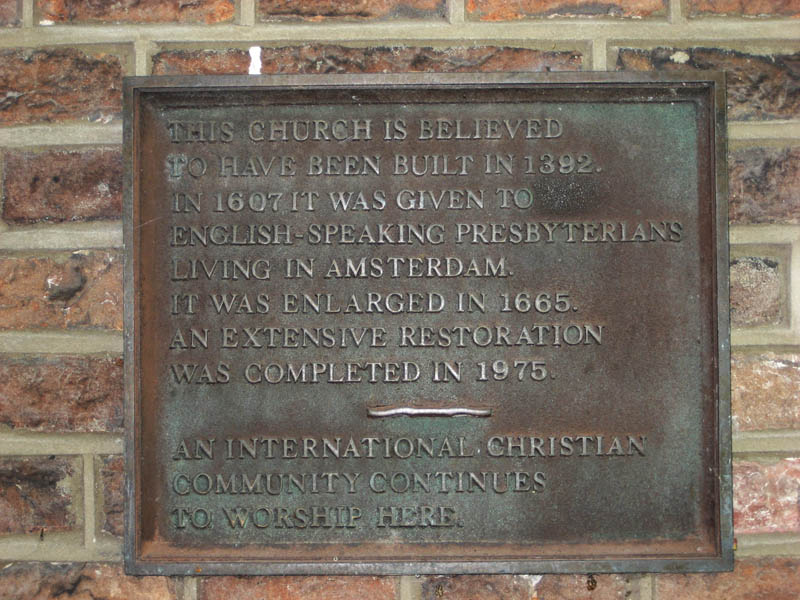 THIS CHURCH IS BELIEVED
TO HAVE BEEN BUILT IN 1392.
IN 1607 IT WAS GIVEN TO
ENGLISH-SPEAKING PRESBYTERIANS
LIVING IN AMSTERDAM.
IT WAS ENLARGED IN 1665.
AN EXTENSIVE RESTORATION
WAS COMPLETED IN 1975.
AN INTERNATIONAL CHRISTIAN
COMMUNITY CONTINUES
TO WORSHIP HERE.